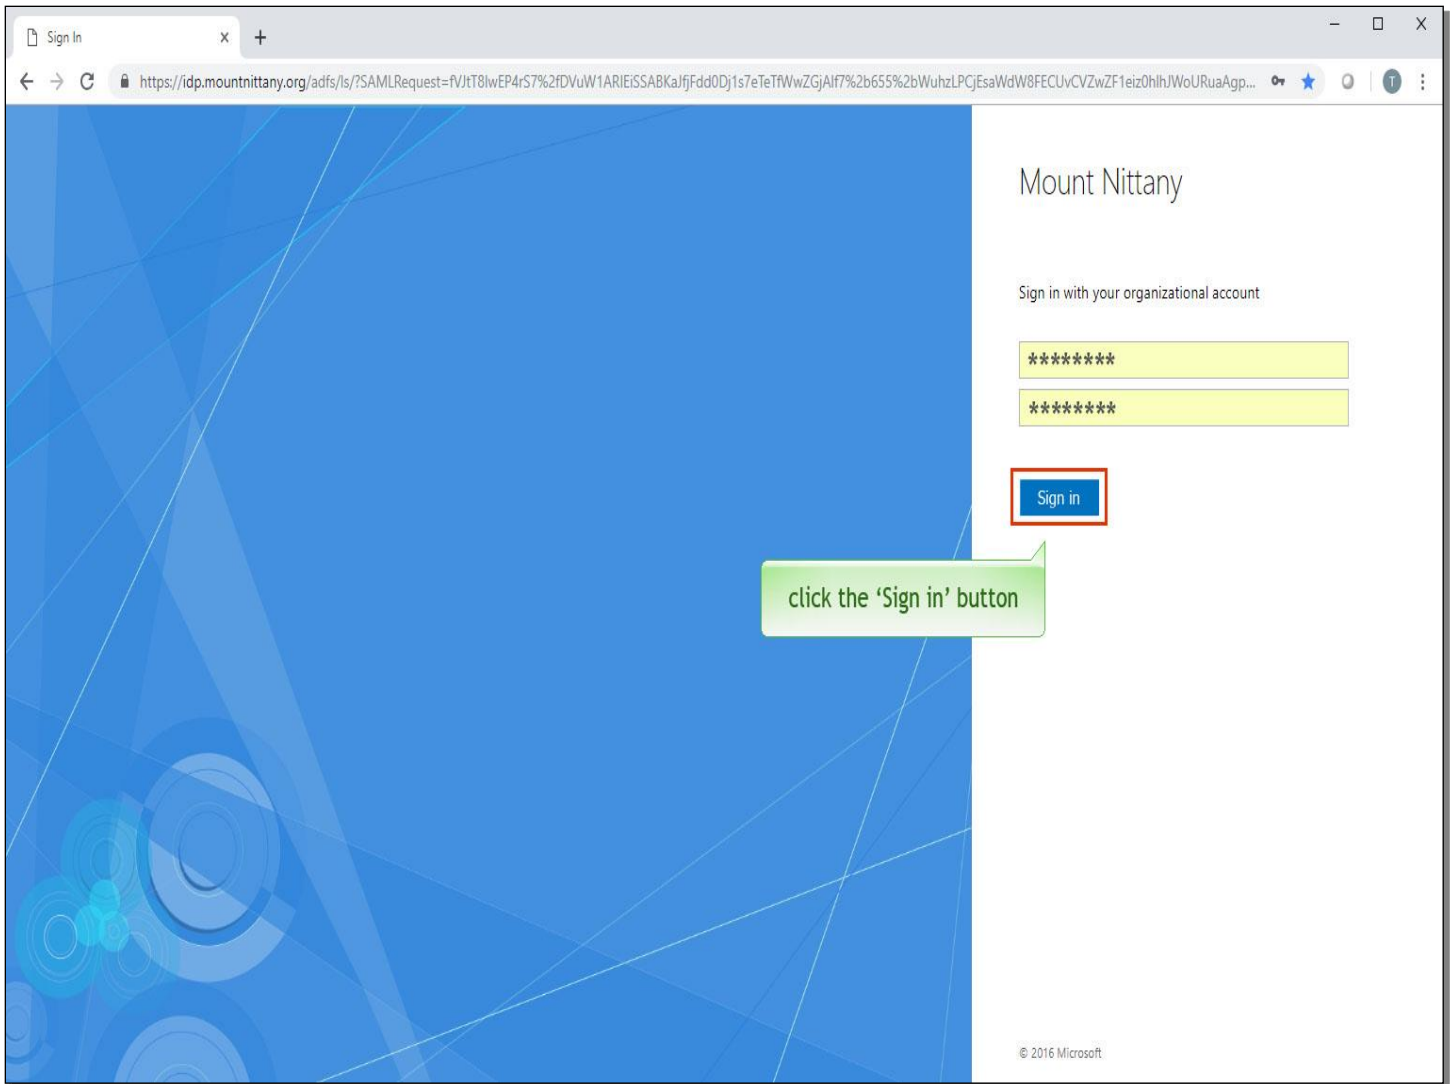 Sign In
https://idp.mountnittany.org/adfs/ls/?SAMLRequest=fVJtT8IwEP4rS7%2fDVuW1ARIEiSSABKaJfjFdd0Dj1s7eTeTfWwZGjAlf7%2b655%2bWuhzLPCjEsaWdW8FECUvCVZwZF1eiz0hlhJWoURuaAgp...
Mount Nittany
Sign in with your organizational account
********
********
Sign in
click the ‘Sign in’ button
T
© 2016 Microsoft